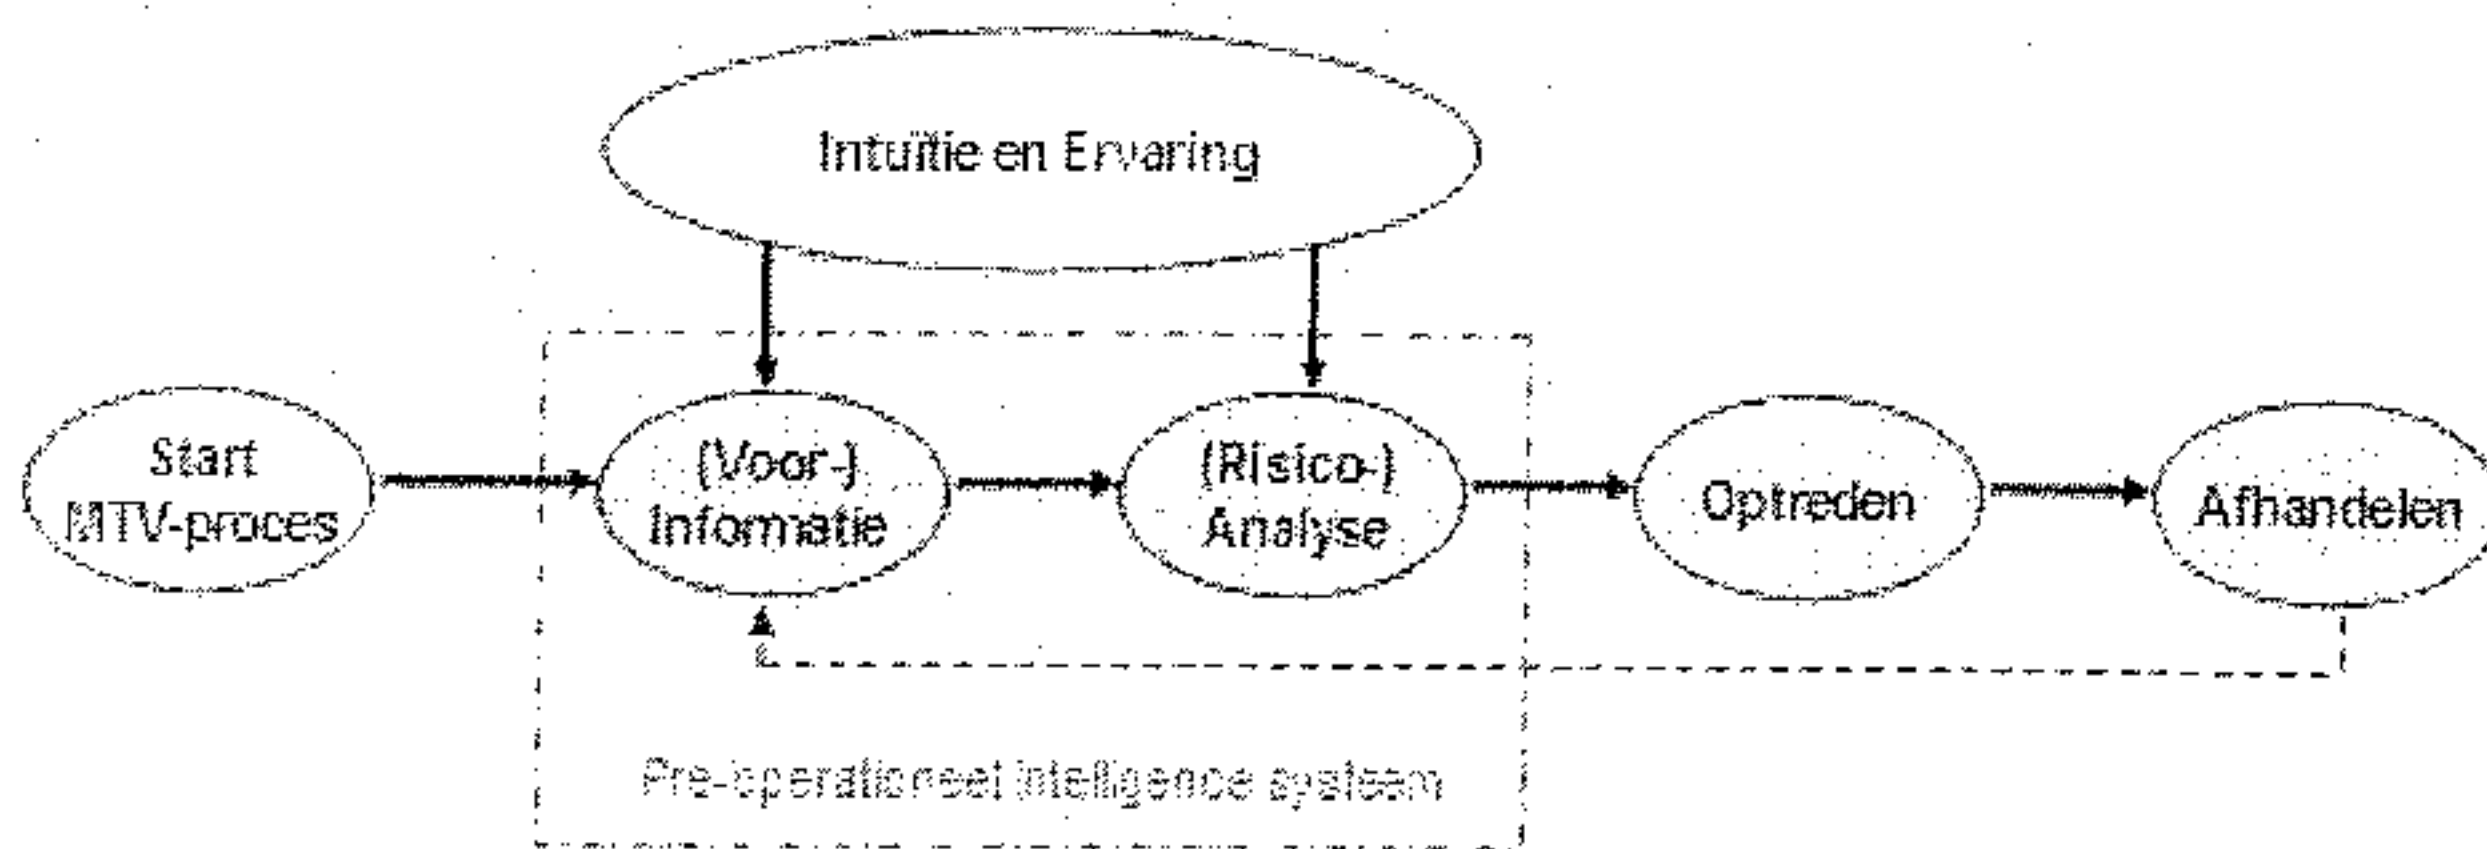 Intuïtie en Ervaring
Start
MTV-proces
(Voor-)
Informatie
(Risico-)
Analyse
Optreden
Afhandelen
Pre-operationeel intelligence systeem